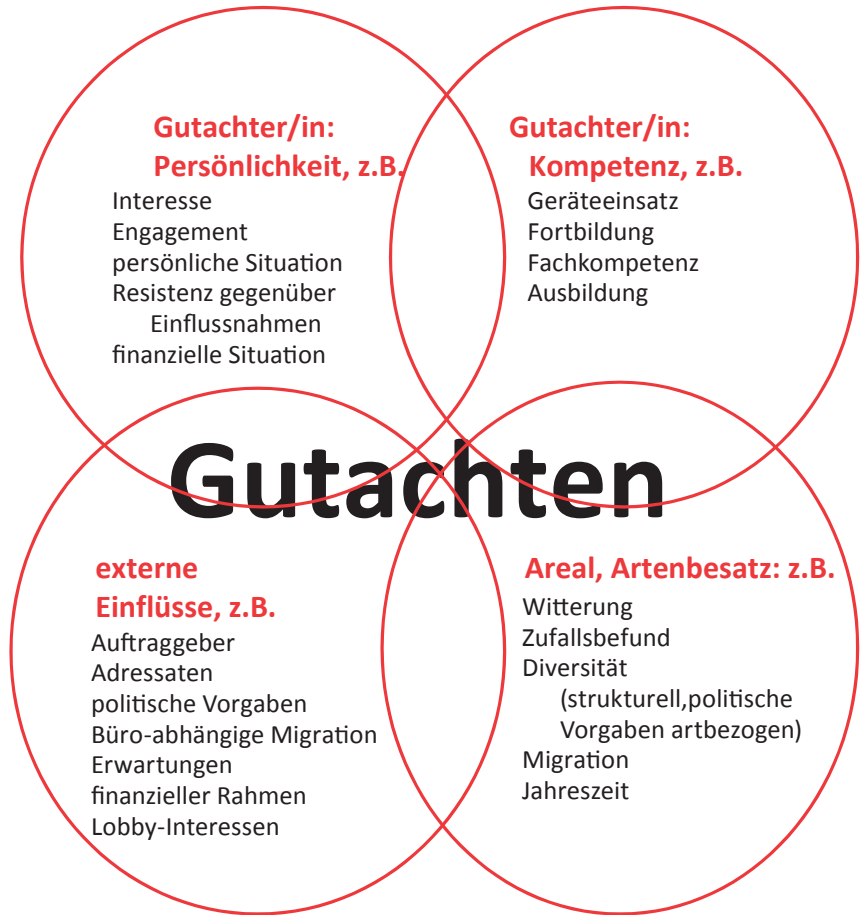 Gutachter/in:
Persönlichkeit, z.B.
Interesse
Engagement
persönliche Situation
Resistenz gegenüber
Einflussnahmen
finanzielle Situation
Gutachter/in:
Kompetenz, z.B.
Geräteeinsatz
Fortbildung
Fachkompetenz
Ausbildung
Gutachten
externe
Einflüsse, z.B.
Auftraggeber
Adressaten
politische Vorgaben
Büro-abhängige Migration
Erwartungen
finanzieller Rahmen
Lobby-Interessen
Areal, Artenbesatz: z.B.
Witterung
Zufallsbefund
Diversität
(strukturell,politische
Vorgaben artbezogen)
Migration
Jahreszeit